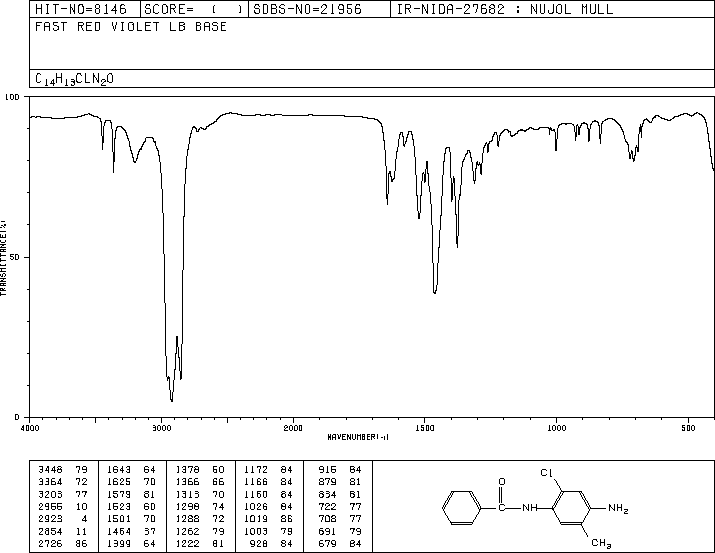 HIT-NO=8146 SCORE= ( ) SDBS-NO=21956 IR-NIDA-27682 : NUJOL MULL
FAST RED VIOLET LB BASE
C14H13CLN2O
100
50
0
TRANSMITTANCE(%)
4000 3000 2000 1500 1000 500
WAVENUMBER(-1)
3448 79 1643 64 1378 50 1172 84 916 84
3364 72 1625 70 1366 66 1166 84 879 81
3203 77 1579 81 1313 70 1160 84 834 81
2955 10 1523 60 1298 74 1026 84 722 77
2923 4 1501 70 1288 72 1019 86 708 77
2854 11 1464 37 1262 79 1003 79 691 79
2726 86 1399 64 1222 81 928 84 679 84
O
Cl
C NH NH2
CH3